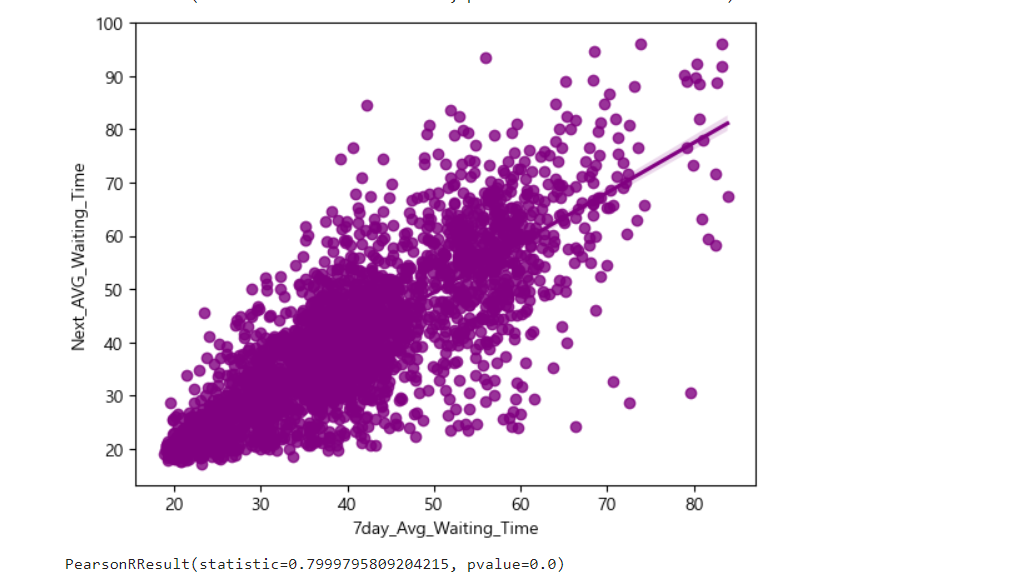 100
90
80
70
60
50
40
30
20
Next_AVG_Waiting_Time
20 30 40 50 60 70 80
7day_Avg_Waiting_Time
PearsonRResult(statistic=0.7999795809204215, pvalue=0.0)